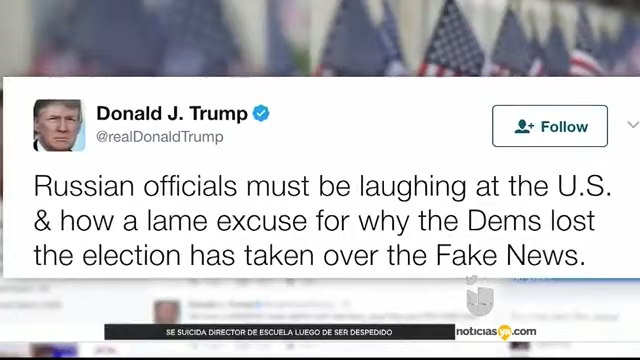 Donald J. Trump
@realDonaldTrump
Follow
Russian officials must be laughing at the U.S.
& how a lame excuse for why the Dems lost
the election has taken over the Fake News.
SE SUICIDA DIRECTOR DE ESCUELA LUEGO DE SER DESPEDIDO
noticiasya.com